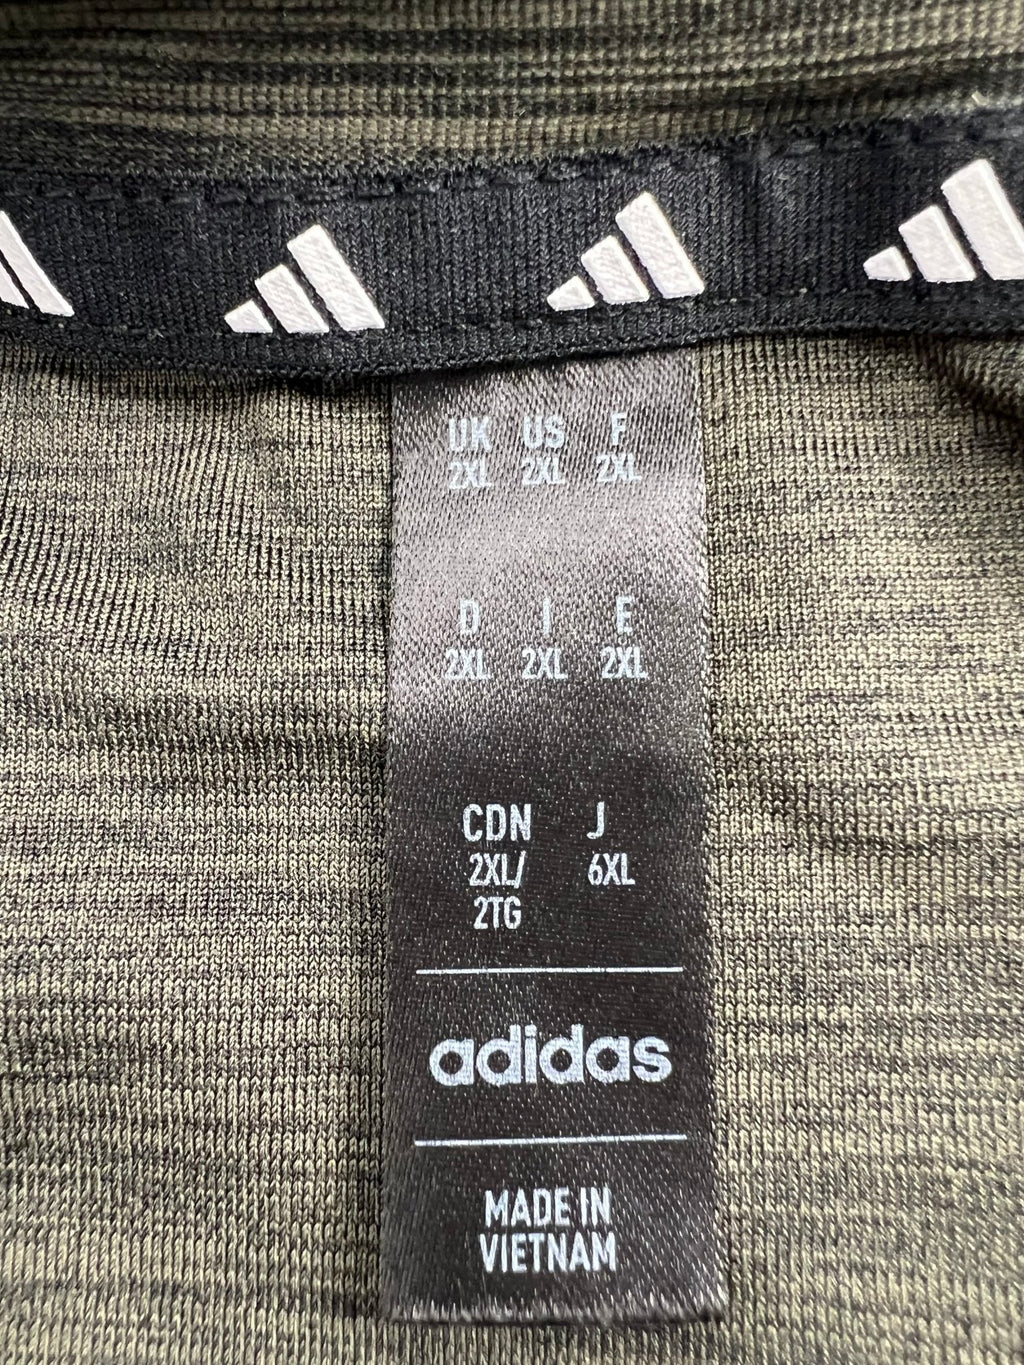 UK US F
2XL 2XL 2XL
D I E
2XL 2XL 2XL
CDN J
2XL/ 6XL
2TG
adidas
MADE IN
VIETNAM